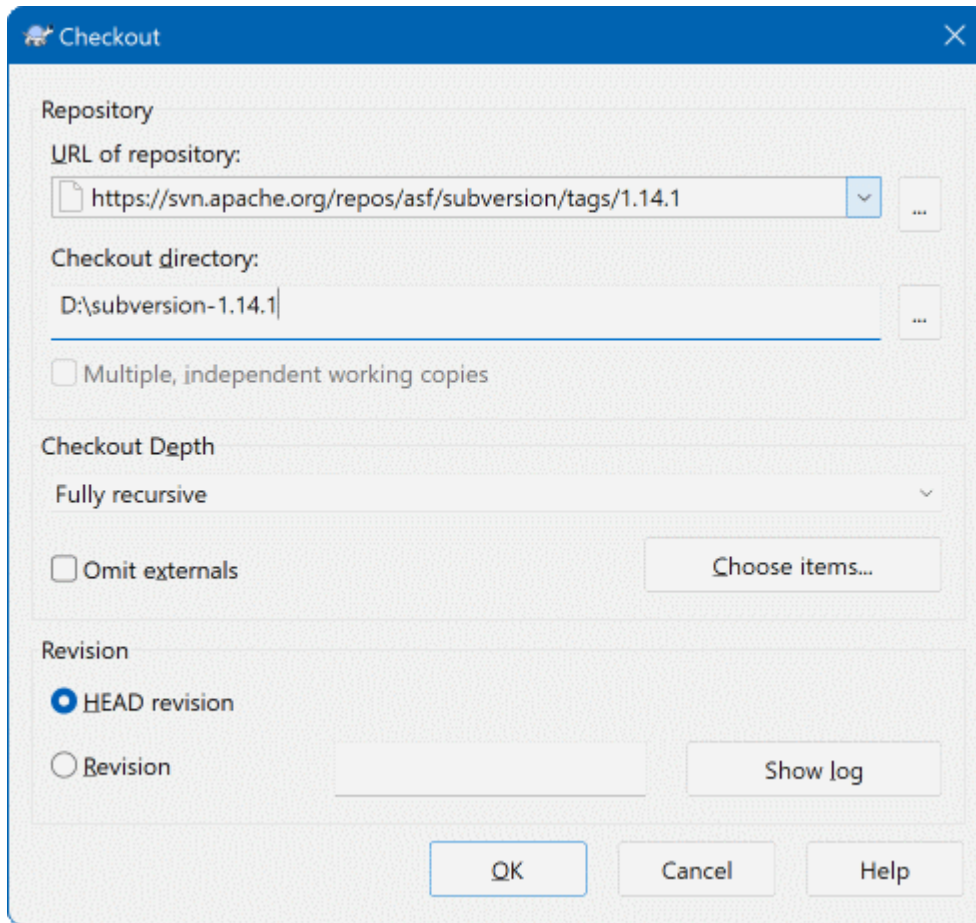 Checkout
Repository
URL of repository:
https://svn.apache.org/repos/asf/subversion/tags/1.14.1
...
Checkout directory:
D:\subversion-1.14.1
...
Multiple, independent working copies
Checkout Depth
Fully recursive
Omit externals
Choose items...
Revision
HEAD revision
Revision
Show log
OK
Cancel
Help